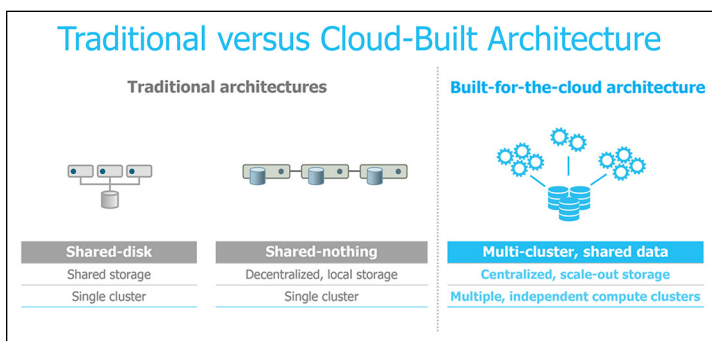 Traditional versus Cloud-Built Architecture
Traditional architectures
Built-for-the-cloud architecture
Shared-disk
Shared storage
Single cluster
Shared-nothing
Decentralized, local storage
Single cluster
Multi-cluster, shared data
Centralized, scale-out storage
Multiple, independent compute clusters